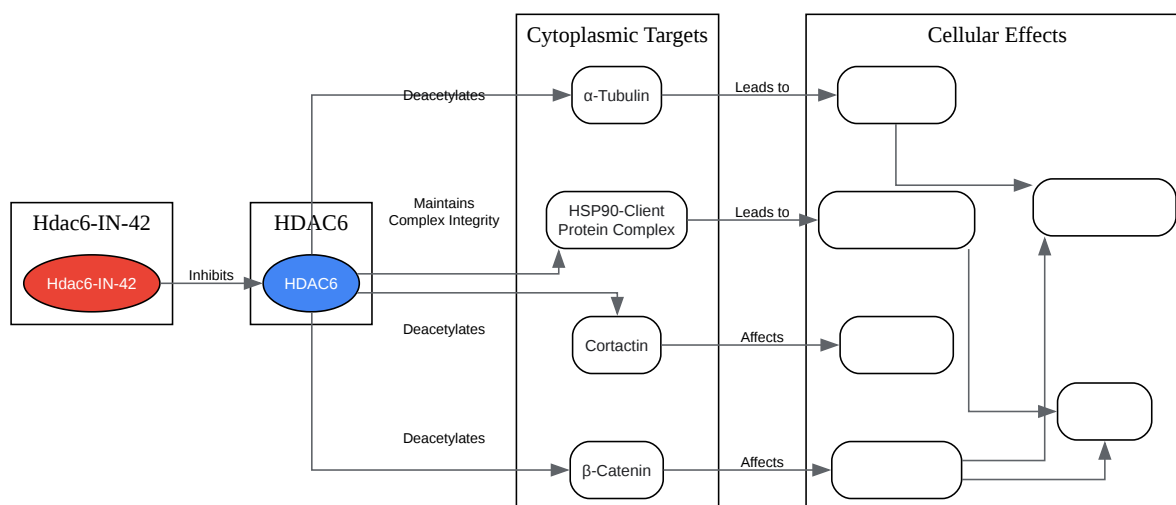 Cytoplasmic Targets
Cellular Effects
Deacetylates
α-Tubulin
Leads to
Maintains
Complex Integrity
HSP90-Client
Protein Complex
Leads to
Hdac6-IN-42
HDAC6
Hdac6-IN-42
Inhibits
HDAC6
Deacetylates
Cortactin
Affects
Deacetylates
β-Catenin
Affects